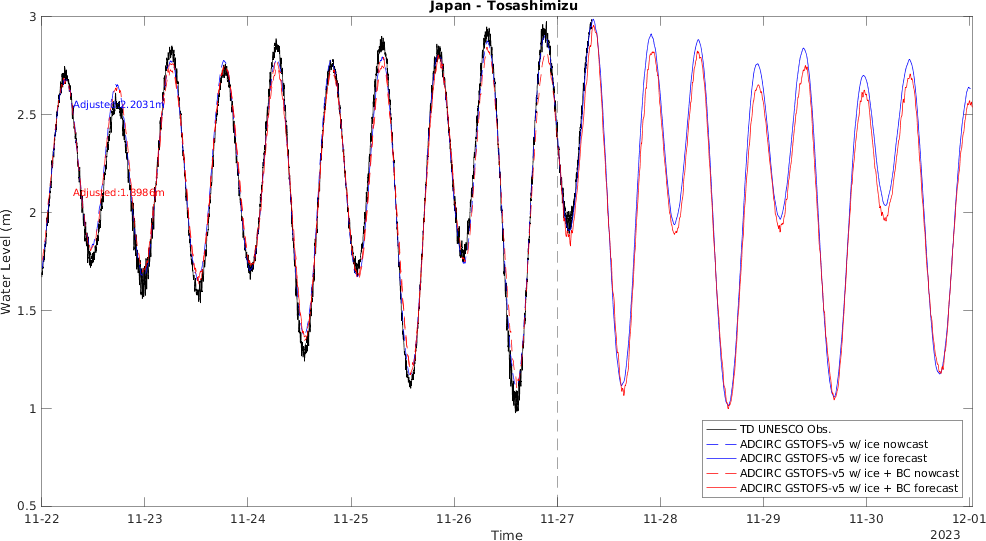 Japan - Tosashimizu
3
2.5
2
1.5
1
0.5
Water Level (m)
Adjusted:2.2031m
Adjusted:1.8986m
TD UNESCO Obs.
ADCIRC GSTOFS-v5 w/ ice nowcast
ADCIRC GSTOFS-v5 w/ ice forecast
ADCIRC GSTOFS-v5 w/ ice + BC nowcast
ADCIRC GSTOFS-v5 w/ ice + BC forecast
11-22 11-23 11-24 11-25 11-26 11-27 11-28 11-29 11-30 12-01
Time
2023